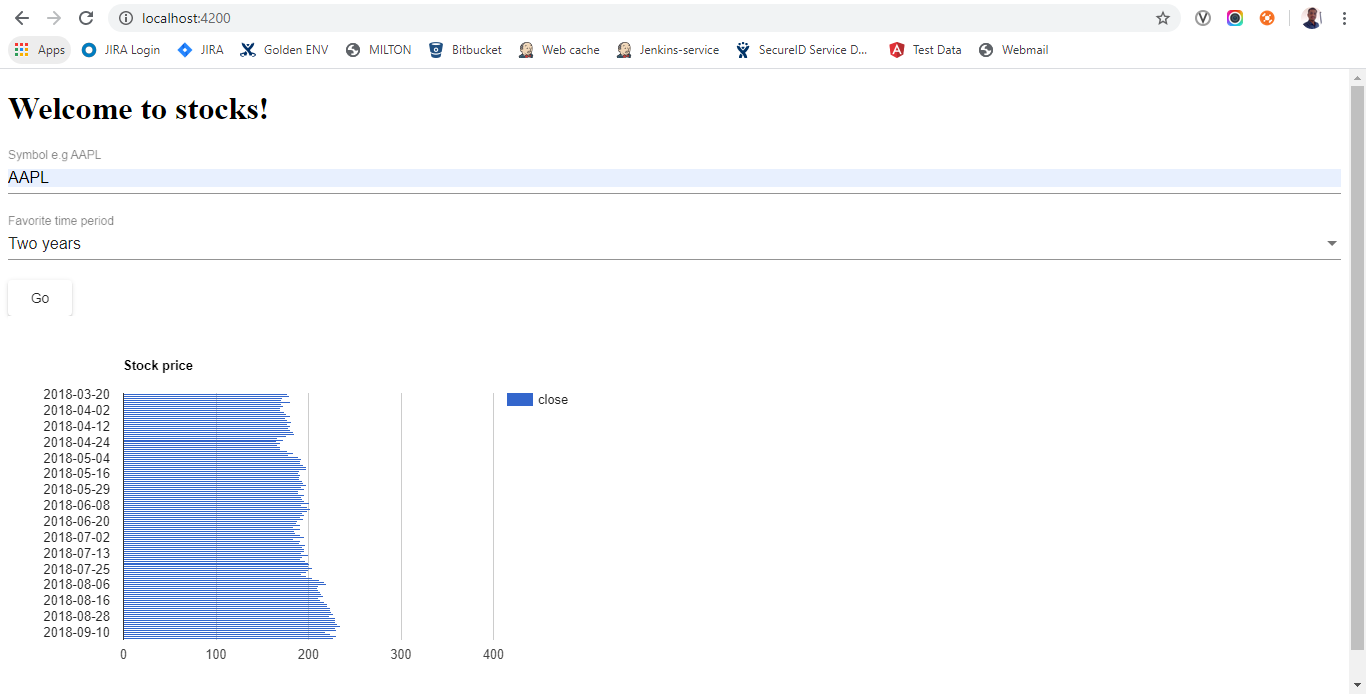 localhost:4200
Apps JIRA Login JIRA Golden ENV MILTON Bitbucket Web cache Jenkins-service SecureID Service D... Test Data Webmail
Welcome to stocks!
Symbol e.g AAPL
AAPL
Favorite time period
Two years
Go
Stock price
close
2018-03-20
2018-04-02
2018-04-12
2018-04-24
2018-05-04
2018-05-16
2018-05-29
2018-06-08
2018-06-20
2018-07-02
2018-07-13
2018-07-25
2018-08-06
2018-08-16
2018-08-28
2018-09-10
0 100 200 300 400